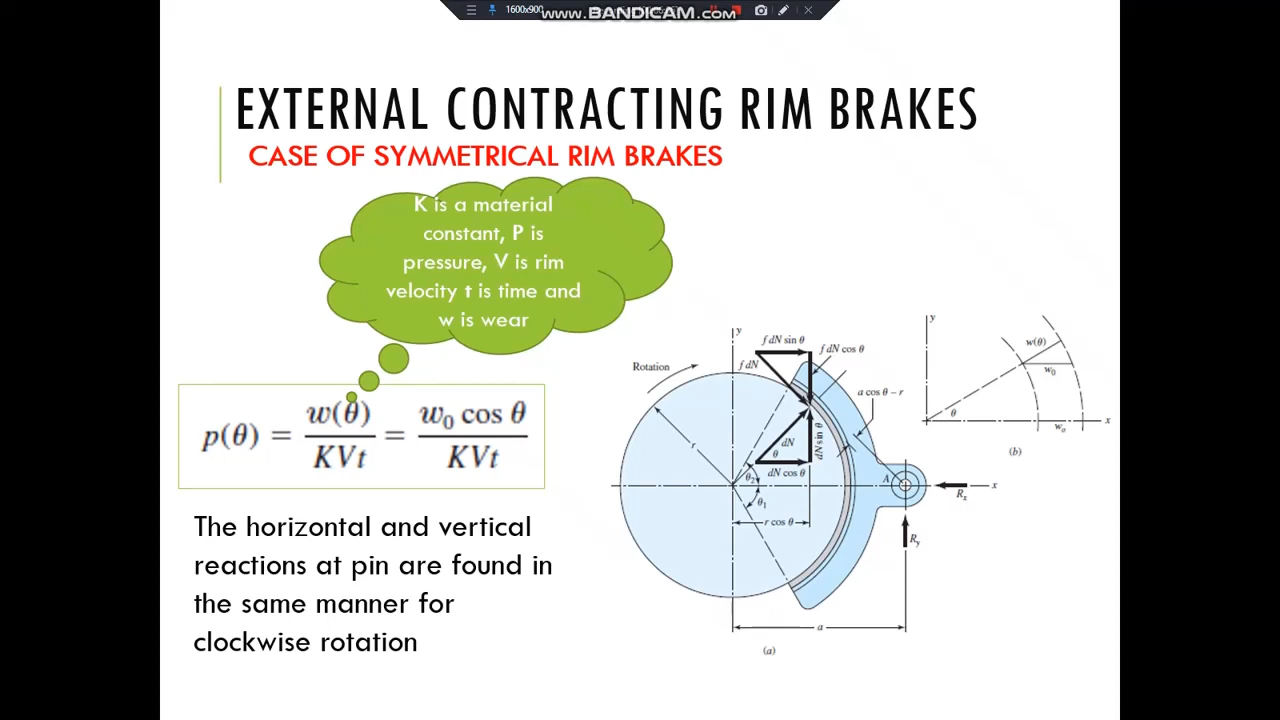 1600x900
www.BANDICAM.com
EXTERNAL CONTRACTING RIM BRAKES
CASE OF SYMMETRICAL RIM BRAKES
K is a material
constant, P is
pressure, V is rim
velocity t is time and
w is wear
p(θ) = w(θ) / KVt = w₀ cos θ / KVt
The horizontal and vertical
reactions at pin are found in
the same manner for
clockwise rotation
y
f dN sin θ
f dN cos θ
Rotation
f dN
a cos θ – r
r
dN
θ
dN sin θ
dN cos θ
θ₂
θ₁
A
x
Rₓ
r cos θ
R_y
a
(a)
y
w(θ)
w₀
θ
x
wₒ
(b)